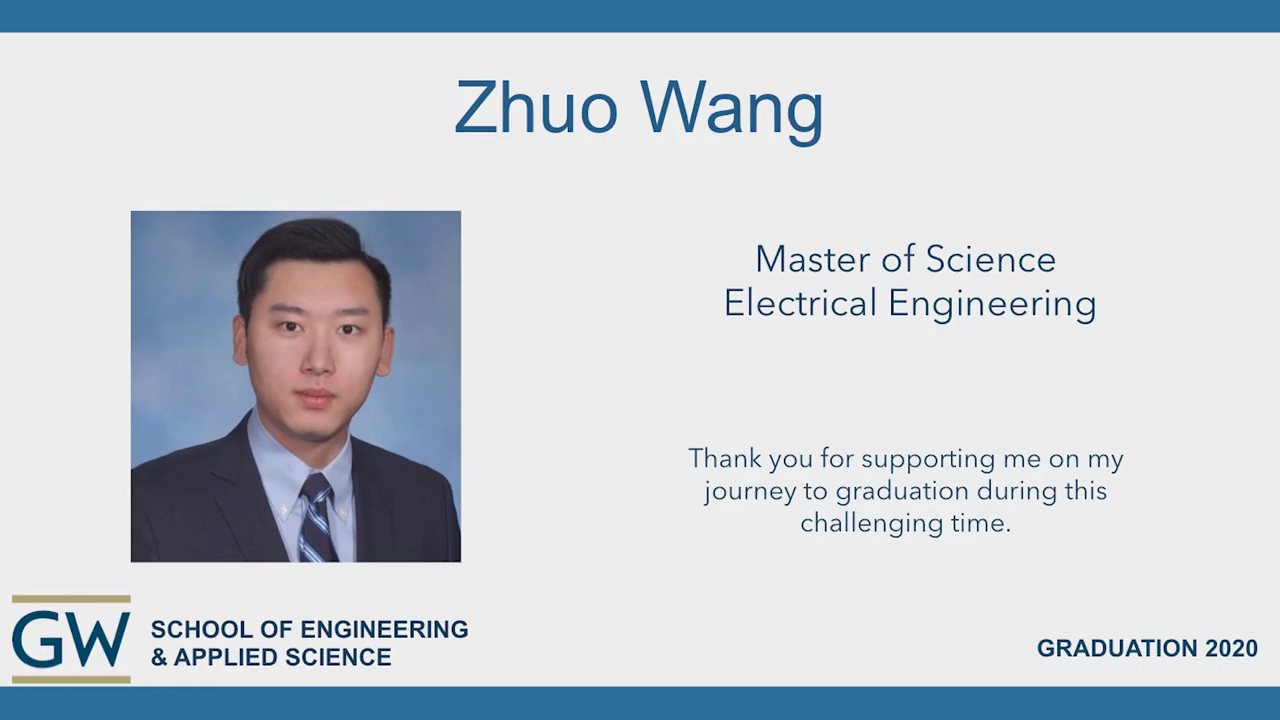 Zhuo Wang
Master of Science
Electrical Engineering
Thank you for supporting me on my
journey to graduation during this
challenging time.
GW
SCHOOL OF ENGINEERING
& APPLIED SCIENCE
GRADUATION 2020